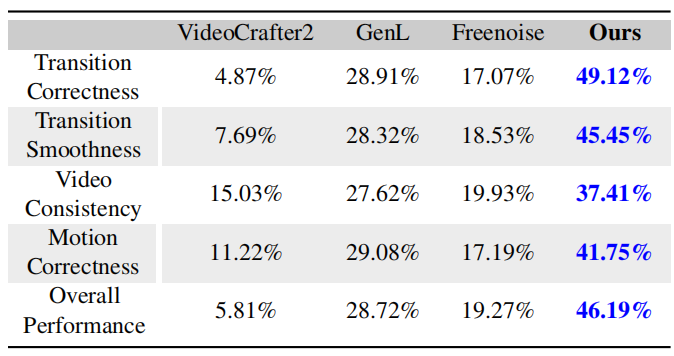 VideoCrafter2 GenL Freenoise Ours
Transition
Correctness
4.87% 28.91% 17.07% 49.12%
Transition
Smoothness
7.69% 28.32% 18.53% 45.45%
Video
Consistency
15.03% 27.62% 19.93% 37.41%
Motion
Correctness
11.22% 29.08% 17.19% 41.75%
Overall
Performance
5.81% 28.72% 19.27% 46.19%